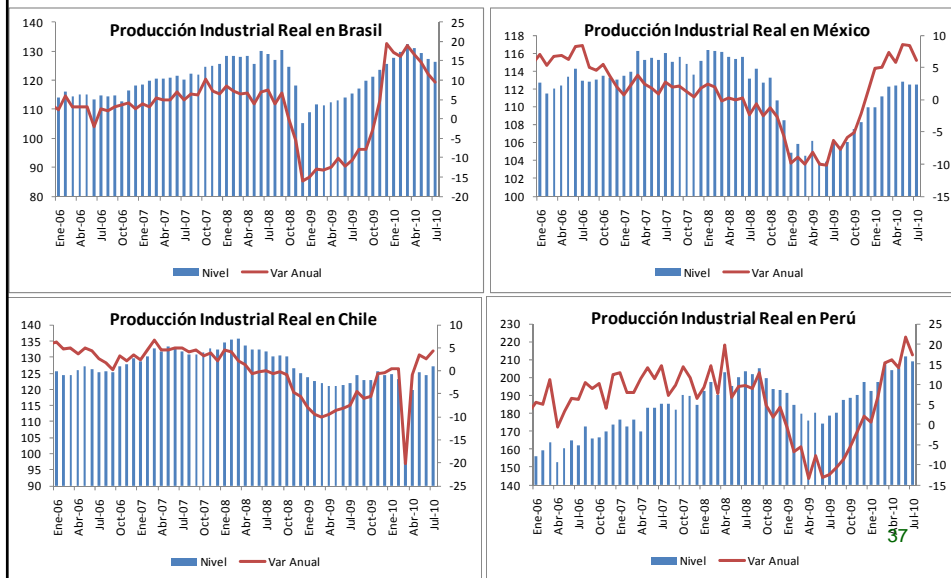 Producción Industrial Real en Brasil
140 130 120 110 100 90 80
25 20 15 10 5 0 -5 -10 -15 -20
Ene-06 Abr-06 Jul-06 Oct-06 Ene-07 Abr-07 Jul-07 Oct-07 Ene-08 Abr-08 Jul-08 Oct-08 Ene-09 Abr-09 Jul-09 Oct-09 Ene-10 Abr-10 Jul-10
Nivel Var Anual
Producción Industrial Real en México
118 116 114 112 110 108 106 104 102 100
10 5 0 -5 -10 -15
Ene-06 Abr-06 Jul-06 Oct-06 Ene-07 Abr-07 Jul-07 Oct-07 Ene-08 Abr-08 Jul-08 Oct-08 Ene-09 Abr-09 Jul-09 Oct-09 Ene-10 Abr-10 Jul-10
Nivel Var Anual
Producción Industrial Real en Chile
140 135 130 125 120 115 110 105 100 95 90
10 5 0 -5 -10 -15 -20 -25
Ene-06 Abr-06 Jul-06 Oct-06 Ene-07 Abr-07 Jul-07 Oct-07 Ene-08 Abr-08 Jul-08 Oct-08 Ene-09 Abr-09 Jul-09 Oct-09 Ene-10 Abr-10 Jul-10
Nivel Var Anual
Producción Industrial Real en Perú
230 220 210 200 190 180 170 160 150 140
25 20 15 10 5 0 -5 -10 -15
Ene-06 Abr-06 Jul-06 Oct-06 Ene-07 Abr-07 Jul-07 Oct-07 Ene-08 Abr-08 Jul-08 Oct-08 Ene-09 Abr-09 Jul-09 Oct-09 Ene-10 Abr-10 Jul-10
Nivel Var Anual
37